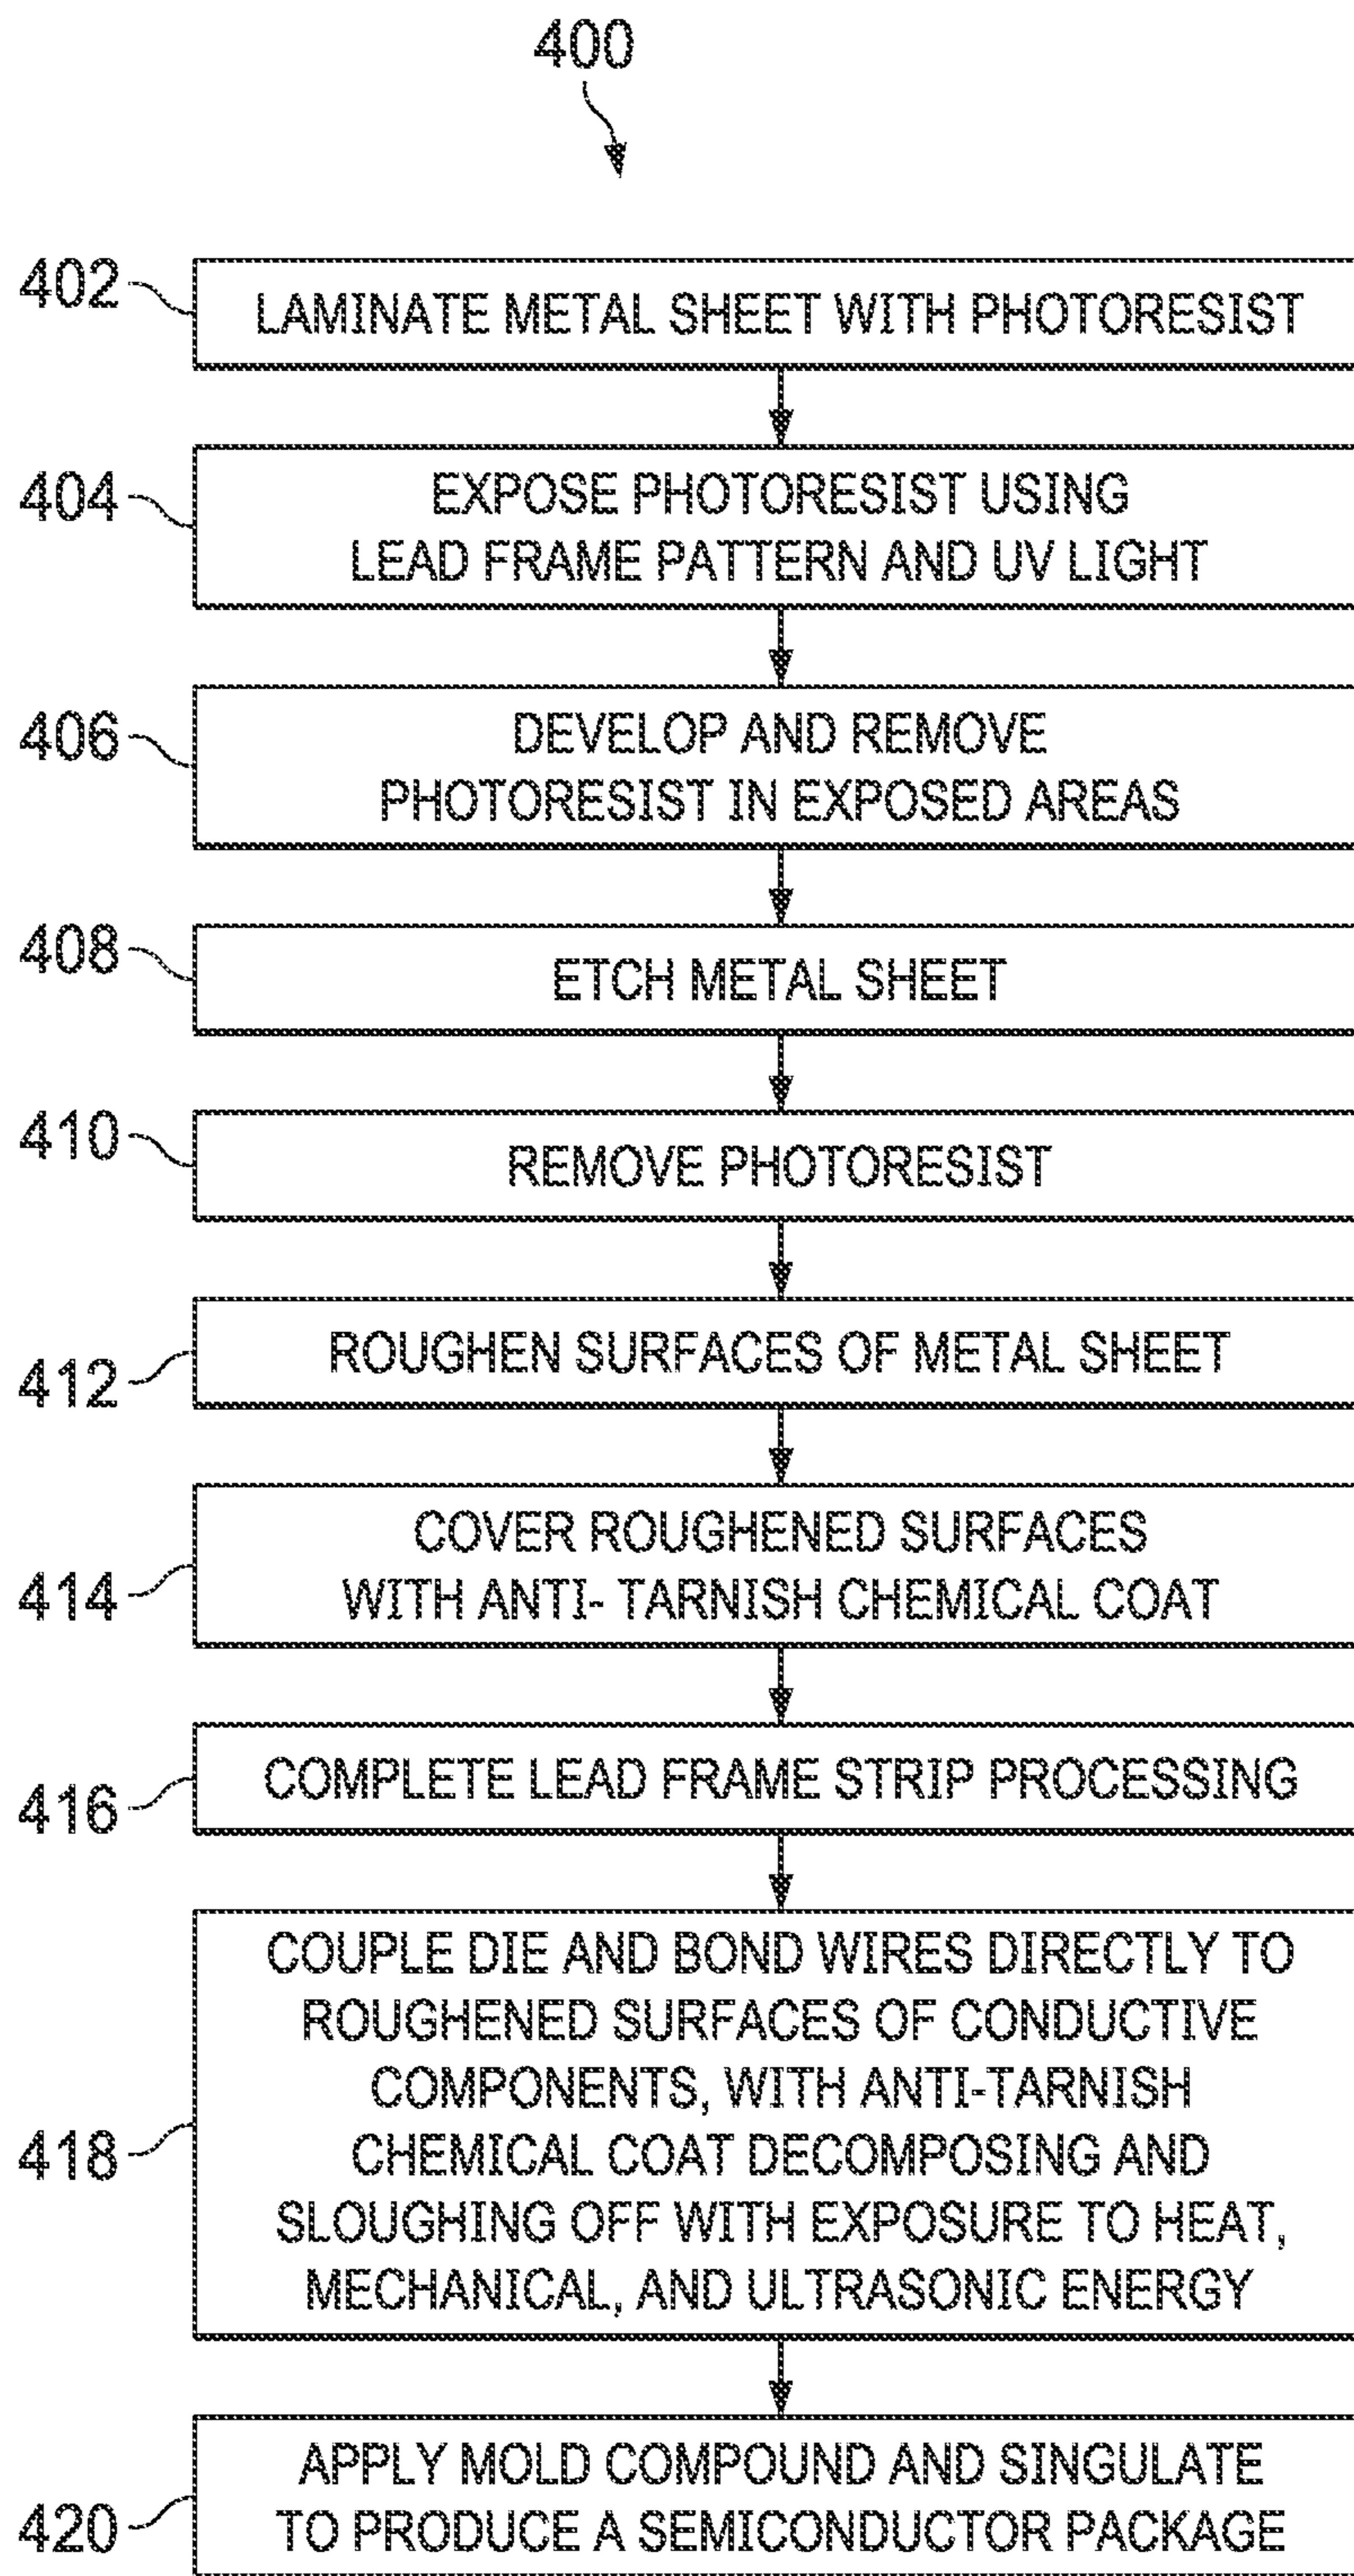 400
402
LAMINATE METAL SHEET WITH PHOTORESIST
404
EXPOSE PHOTORESIST USING
LEAD FRAME PATTERN AND UV LIGHT
406
DEVELOP AND REMOVE
PHOTORESIST IN EXPOSED AREAS
408
ETCH METAL SHEET
410
REMOVE PHOTORESIST
412
ROUGHEN SURFACES OF METAL SHEET
414
COVER ROUGHENED SURFACES
WITH ANTI- TARNISH CHEMICAL COAT
416
COMPLETE LEAD FRAME STRIP PROCESSING
418
COUPLE DIE AND BOND WIRES DIRECTLY TO
ROUGHENED SURFACES OF CONDUCTIVE
COMPONENTS, WITH ANTI-TARNISH
CHEMICAL COAT DECOMPOSING AND
SLOUGHING OFF WITH EXPOSURE TO HEAT,
MECHANICAL, AND ULTRASONIC ENERGY
420
APPLY MOLD COMPOUND AND SINGULATE
TO PRODUCE A SEMICONDUCTOR PACKAGE